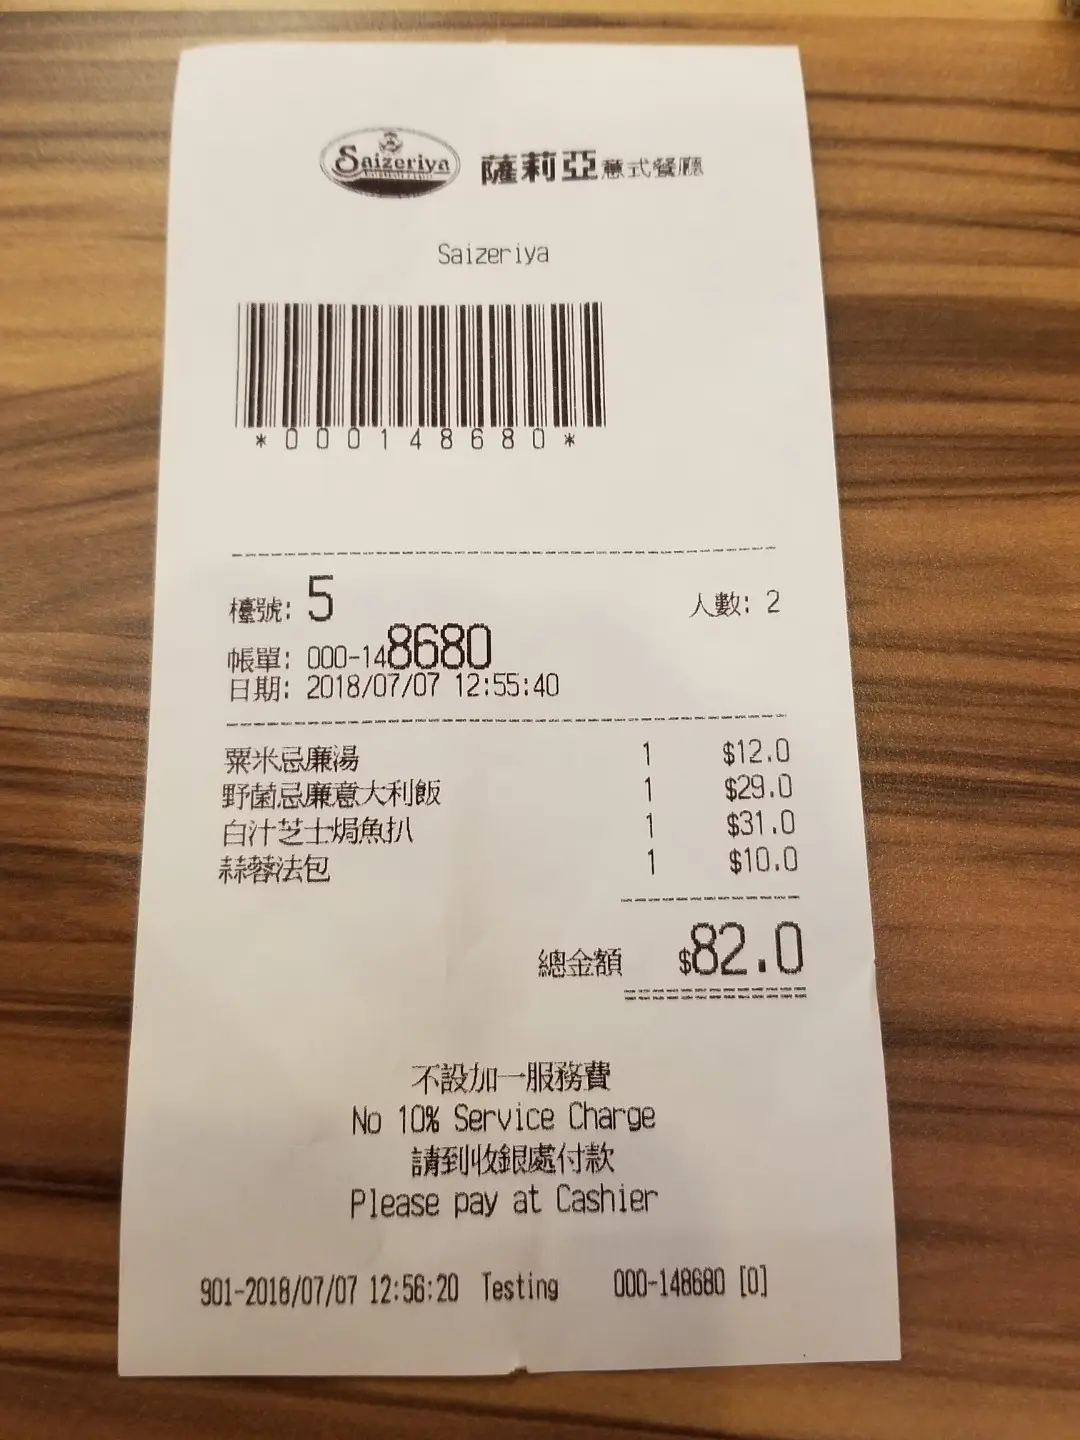 Saizeriya 薩莉亞意式餐廳
Saizeriya
*000148680*
檯號: 5 人數: 2
帳單: 000-148680
日期: 2018/07/07 12:55:40
粟米忌廉湯 1 $12.0
野菌忌廉意大利飯 1 $29.0
白汁芝士焗魚扒 1 $31.0
蒜蓉法包 1 $10.0
總金額 $82.0
不設加一服務費
No 10% Service Charge
請到收銀處付款
Please pay at Cashier
901-2018/07/07 12:56:20 Testing 000-148680 [0]